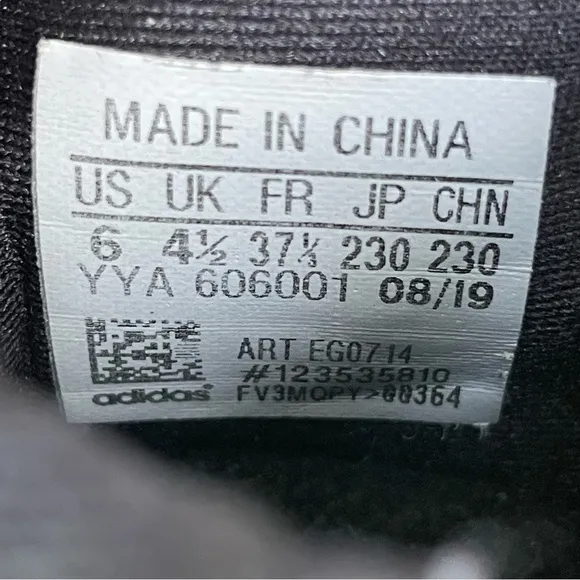 MADE IN CHINA
US UK FR JP CHN
6 4½ 37⅓ 230 230
YYA 606001 08/19
ART EG0714
#123535810
adidas FV3MQPY>00364